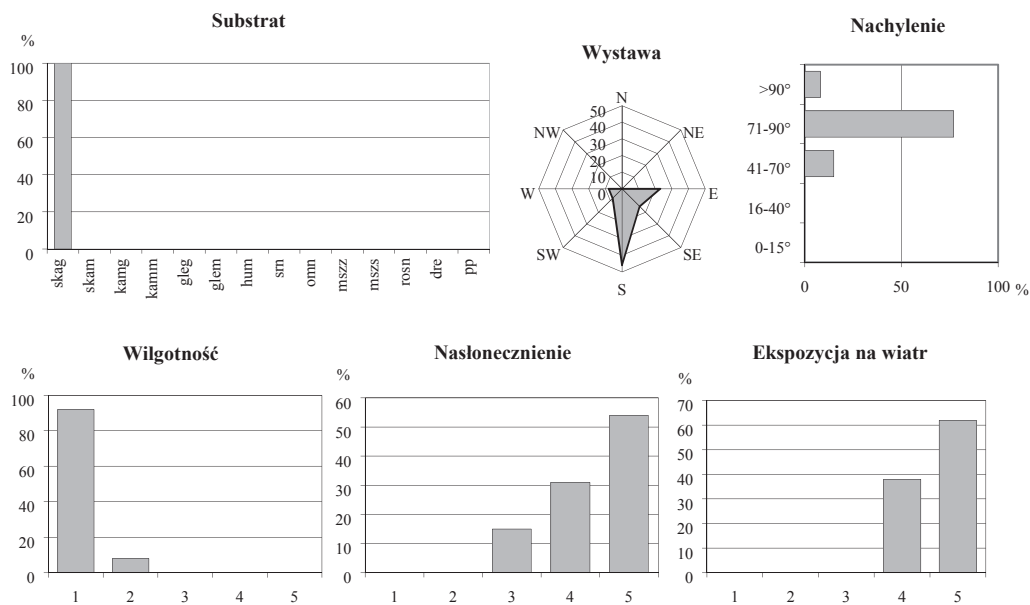 Substrat
%
100
80
60
40
20
0
skag
skam
kamg
kamm
gleg
glem
hum
sm
omn
mszz
mszs
rosn
dre
pp
Wystawa
N
NE
E
SE
S
SW
W
NW
50
40
30
20
10
0
Nachylenie
>90°
71-90°
41-70°
16-40°
0-15°
0 50 100 %
Wilgotność
%
100
80
60
40
20
0
1 2 3 4 5
Nasłonecznienie
%
60
50
40
30
20
10
0
1 2 3 4 5
Ekspozycja na wiatr
%
70
60
50
40
30
20
10
0
1 2 3 4 5